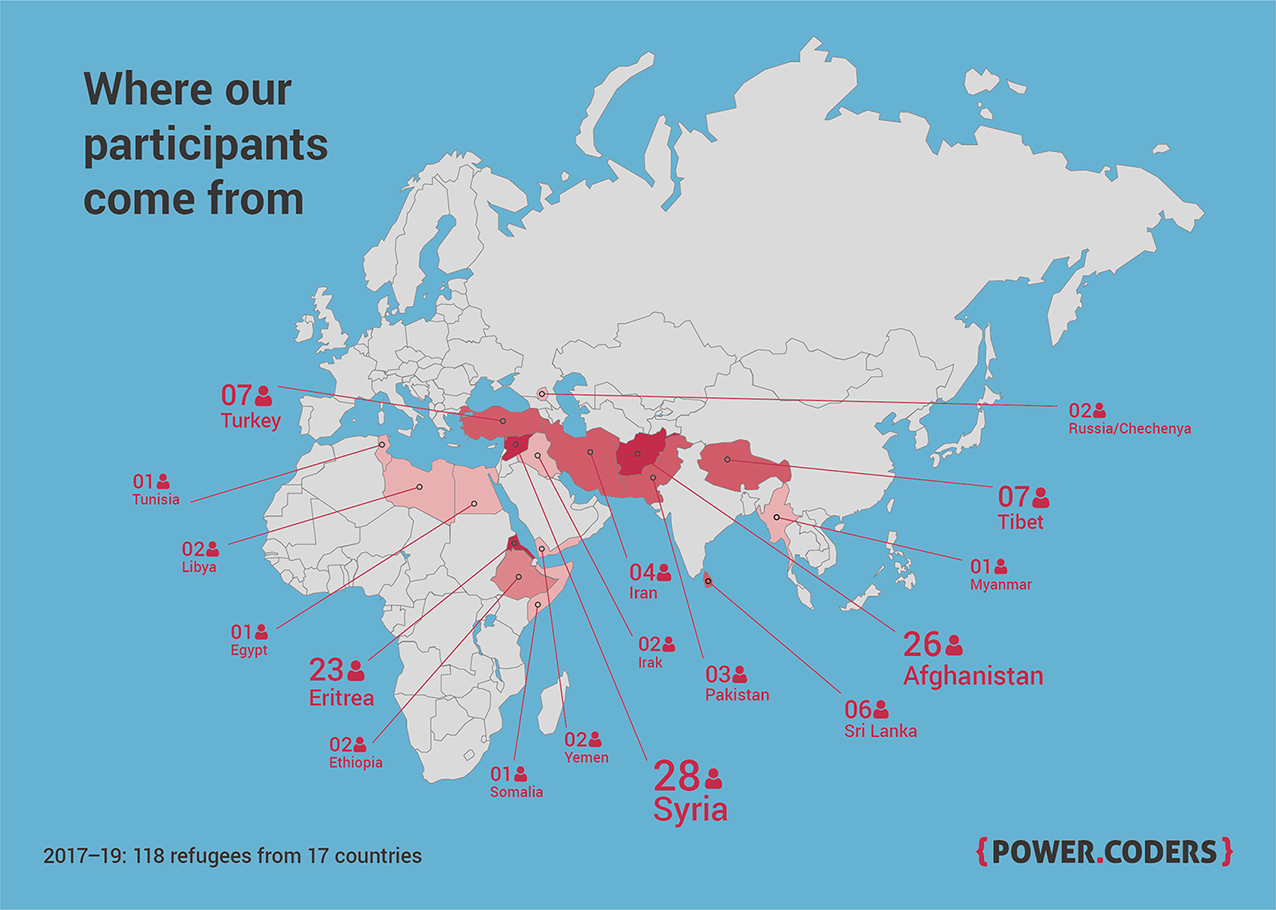 Where our
participants
come from
07
Turkey
02
Russia/Chechenya
01
Tunisia
07
Tibet
02
Libya
04
Iran
01
Myanmar
01
Egypt
02
Irak
26
Afghanistan
23
Eritrea
03
Pakistan
06
Sri Lanka
02
Ethiopia
02
Yemen
01
Somalia
28
Syria
2017–19: 118 refugees from 17 countries
{POWER.CODERS}